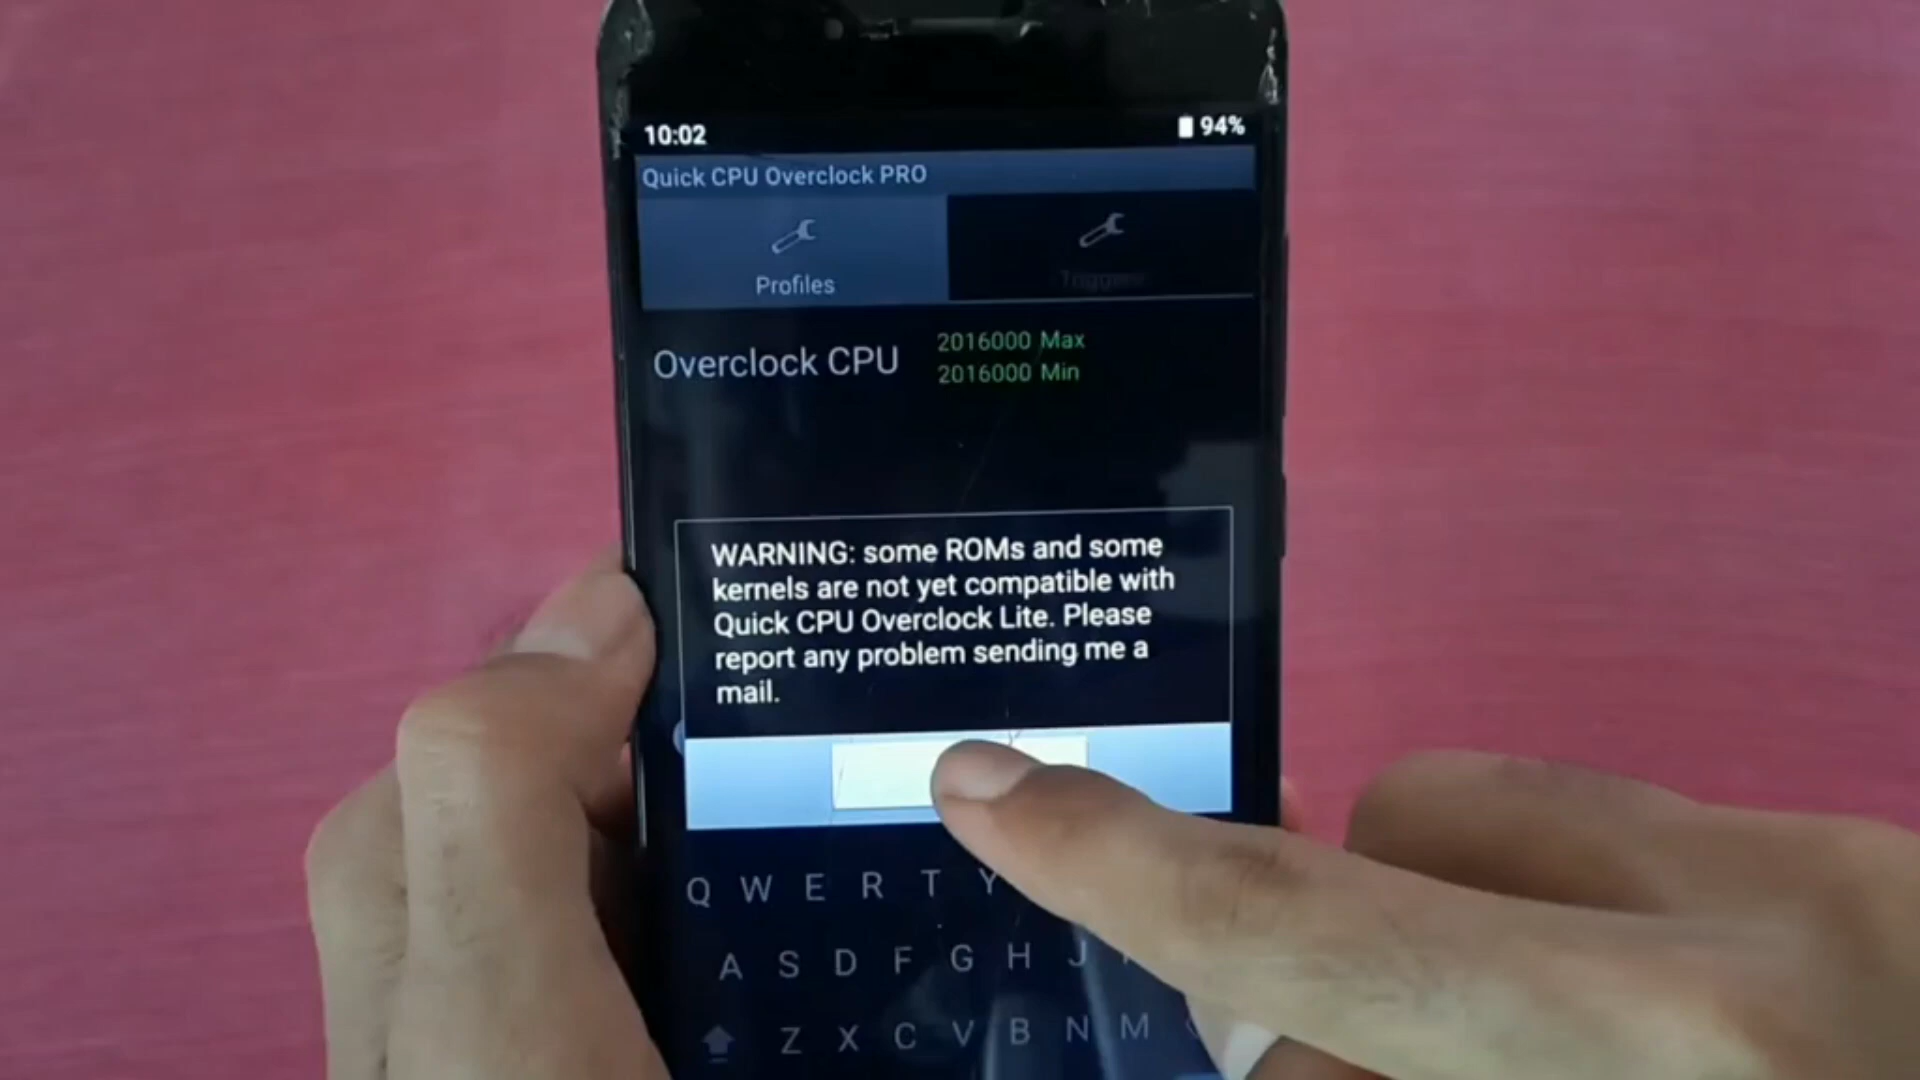 10:02
94%
Quick CPU Overclock PRO
Profiles
Triggers
Overclock CPU
2016000 Max
2016000 Min
WARNING: some ROMs and some
kernels are not yet compatible with
Quick CPU Overclock Lite. Please
report any problem sending me a
mail.
Q W E R T Y
A S D F G H J
Z X C V B N M